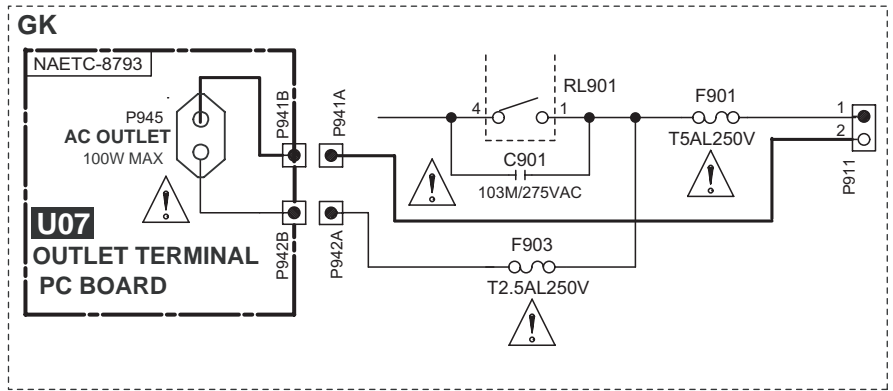 GK
NAETC-8793
P945
AC OUTLET
100W MAX
U07
OUTLET TERMINAL
PC BOARD
P941B
P941A
P942B
P942A
RL901
4
1
C901
103M/275VAC
F901
T5AL250V
1
2
P911
F903
T2.5AL250V
!
!
!
!